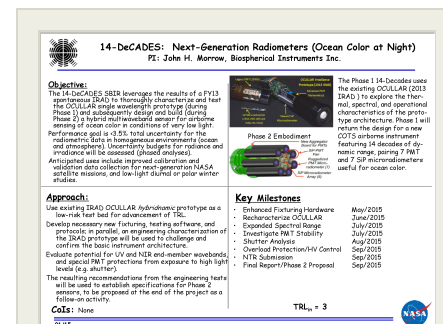 14-DeCADES: Next-Generation Radiometers (Ocean Color at Night)
PI: John H. Morrow, Biospherical Instruments Inc.
Objective:
The 14-DeCADES SBIR leverages the results of a FY13
spontaneous IRAD to thoroughly characterize and test
the OCULLAR single wavelength prototype (during
Phase 1) and subsequently design and build (during
Phase 2) a hybrid multiwaveband sensor for airborne
sensing of ocean color in conditions of very low light.
Performance goal is <3.5% total uncertainty for the
radiometric data in homogeneous environments (ocean
and atmosphere). Uncertainty budgets for radiance and
irradiance will be assessed (phased analyses).
Anticipated uses include improved calibration and
validation data collection for next-generation NASA
satellite missions, and low-light diurnal or polar winter
studies.
Phase 2 Embodiment
The Phase 1 14-Decades uses
the existing OCULLAR (2013
IRAD ) to explore the ther-
mal, spectral, and operational
characteristics of the proto-
type architecture. Phase 1 will
return the design for a new
COTS airborne instrument
featuring 14 decades of dy-
namic range, pairing 7 PMT
and 7 SiP microradiometers
useful for ocean color.
Approach:
Use existing IRAD OCULLAR hybridnamic prototype as a
low-risk test bed for advancement of TRL.
Develop necessary new fixturing, testing software, and
protocols; in parallel, an engineering characterization of
the IRAD prototype will be used to challenge and
confirm the basic instrument architecture.
Evaluate potential for UV and NIR end-member wavebands,
and special PMT protections from exposure to high light
levels (e.g. shutter).
The resulting recommendations from the engineering tests
will be used to establish specifications for Phase 2
sensors, to be proposed at the end of the project as a
follow-on activity.
CoIs: None
Key Milestones
• Enhanced Fixturing Hardware May/2015
• Recharacterize OCULLAR June/2015
• Expanded Spectral Range July/2015
• Investigate PMT Stability July/2015
• Shutter Analysis Aug/2015
• Overload Protection/HV Control Sep/2015
• NTR Submission Sep/2015
• Final Report/Phase 2 Proposal Sep/2015
TRLin = 3
NASA